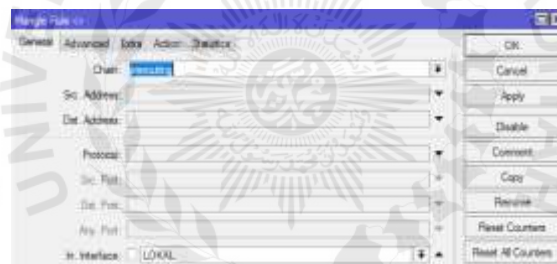 Mangle Rule <>
General Advanced Extra Action Statistics
Chain: prerouting
Src. Address:
Dst. Address:
Protocol:
Src. Port:
Dst. Port:
Any. Port:
In. Interface: LOKAL
OK
Cancel
Apply
Disable
Comment
Copy
Remove
Reset Counters
Reset All Counters
UNIV